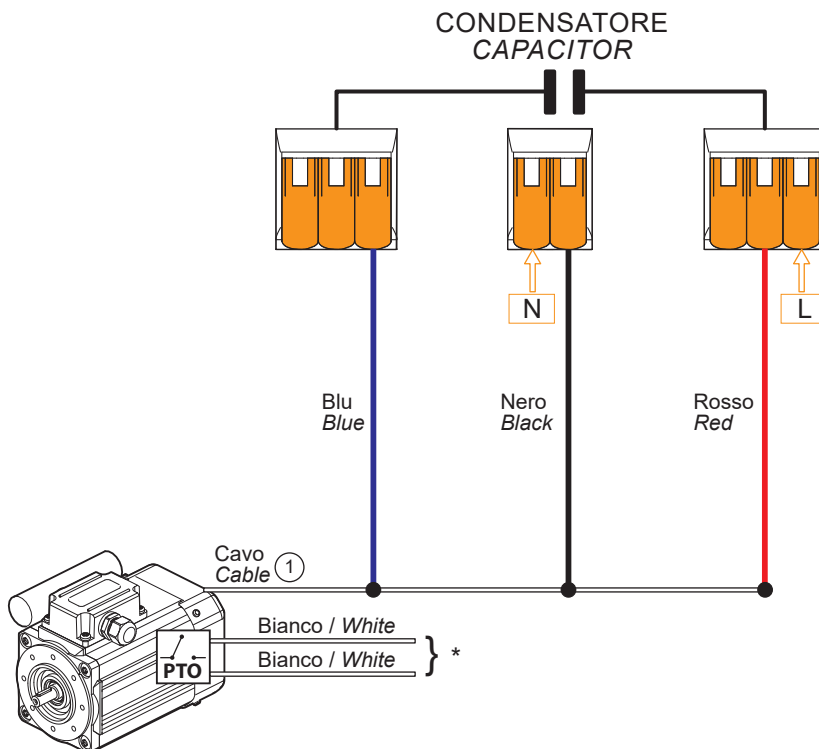 CONDENSATORE
CAPACITOR
N
L
Blu
Blue
Nero
Black
Rosso
Red
Cavo
Cable 1
Bianco / White
Bianco / White
} *
PTO